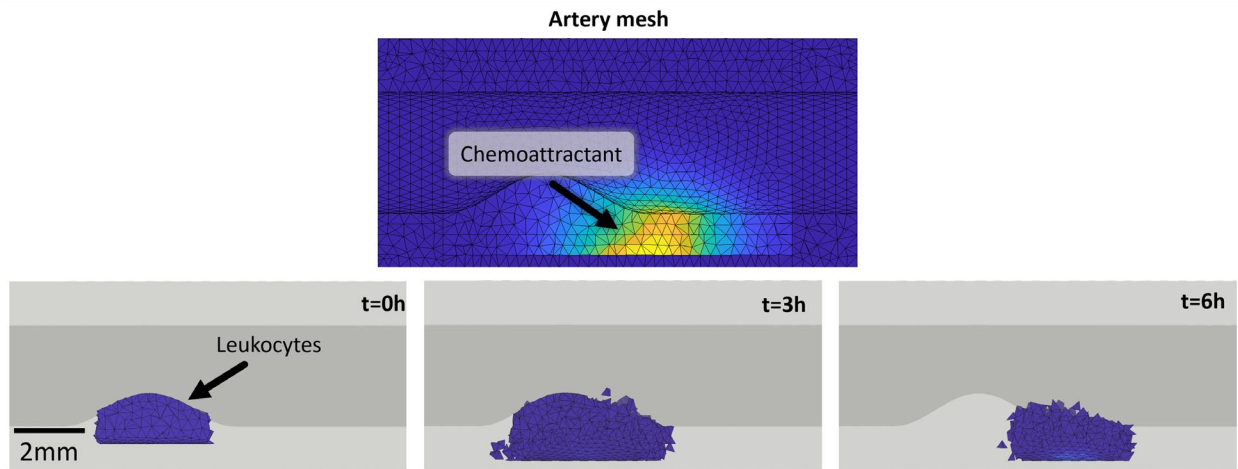 Artery mesh
Chemoattractant
t=0h
t=3h
t=6h
Leukocytes
2mm